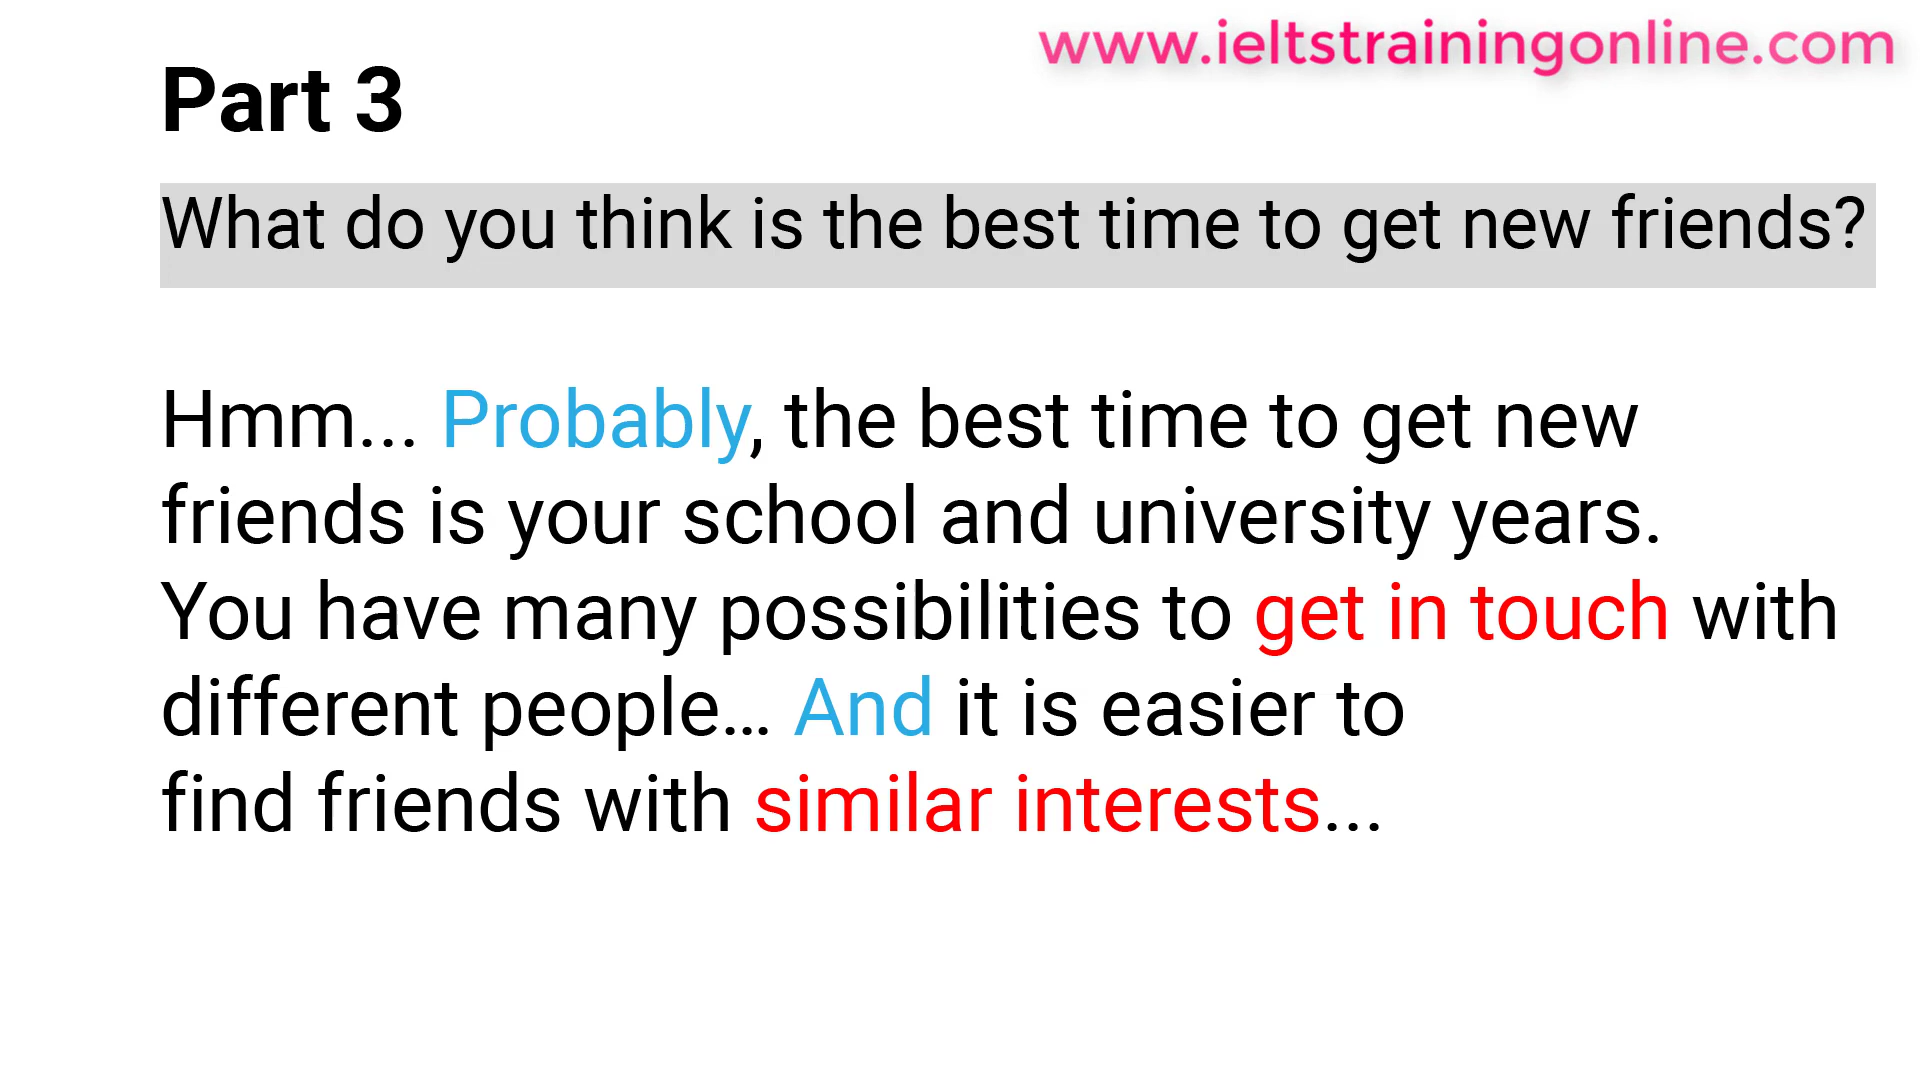 www.ieltstrainingonline.com
Part 3
What do you think is the best time to get new friends?
Hmm... Probably, the best time to get new
friends is your school and university years.
You have many possibilities to get in touch with
different people… And it is easier to
find friends with similar interests...